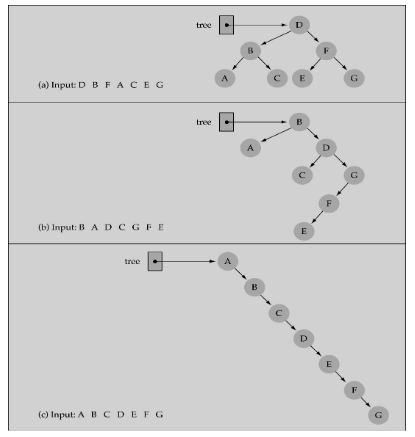 tree D
B F
A C E G
(a) Input: D B F A C E G
tree B
A D
C G
F
(b) Input: B A D C G F E
E
tree A
B
C
D
E
F
(c) Input: A B C D E F G
G